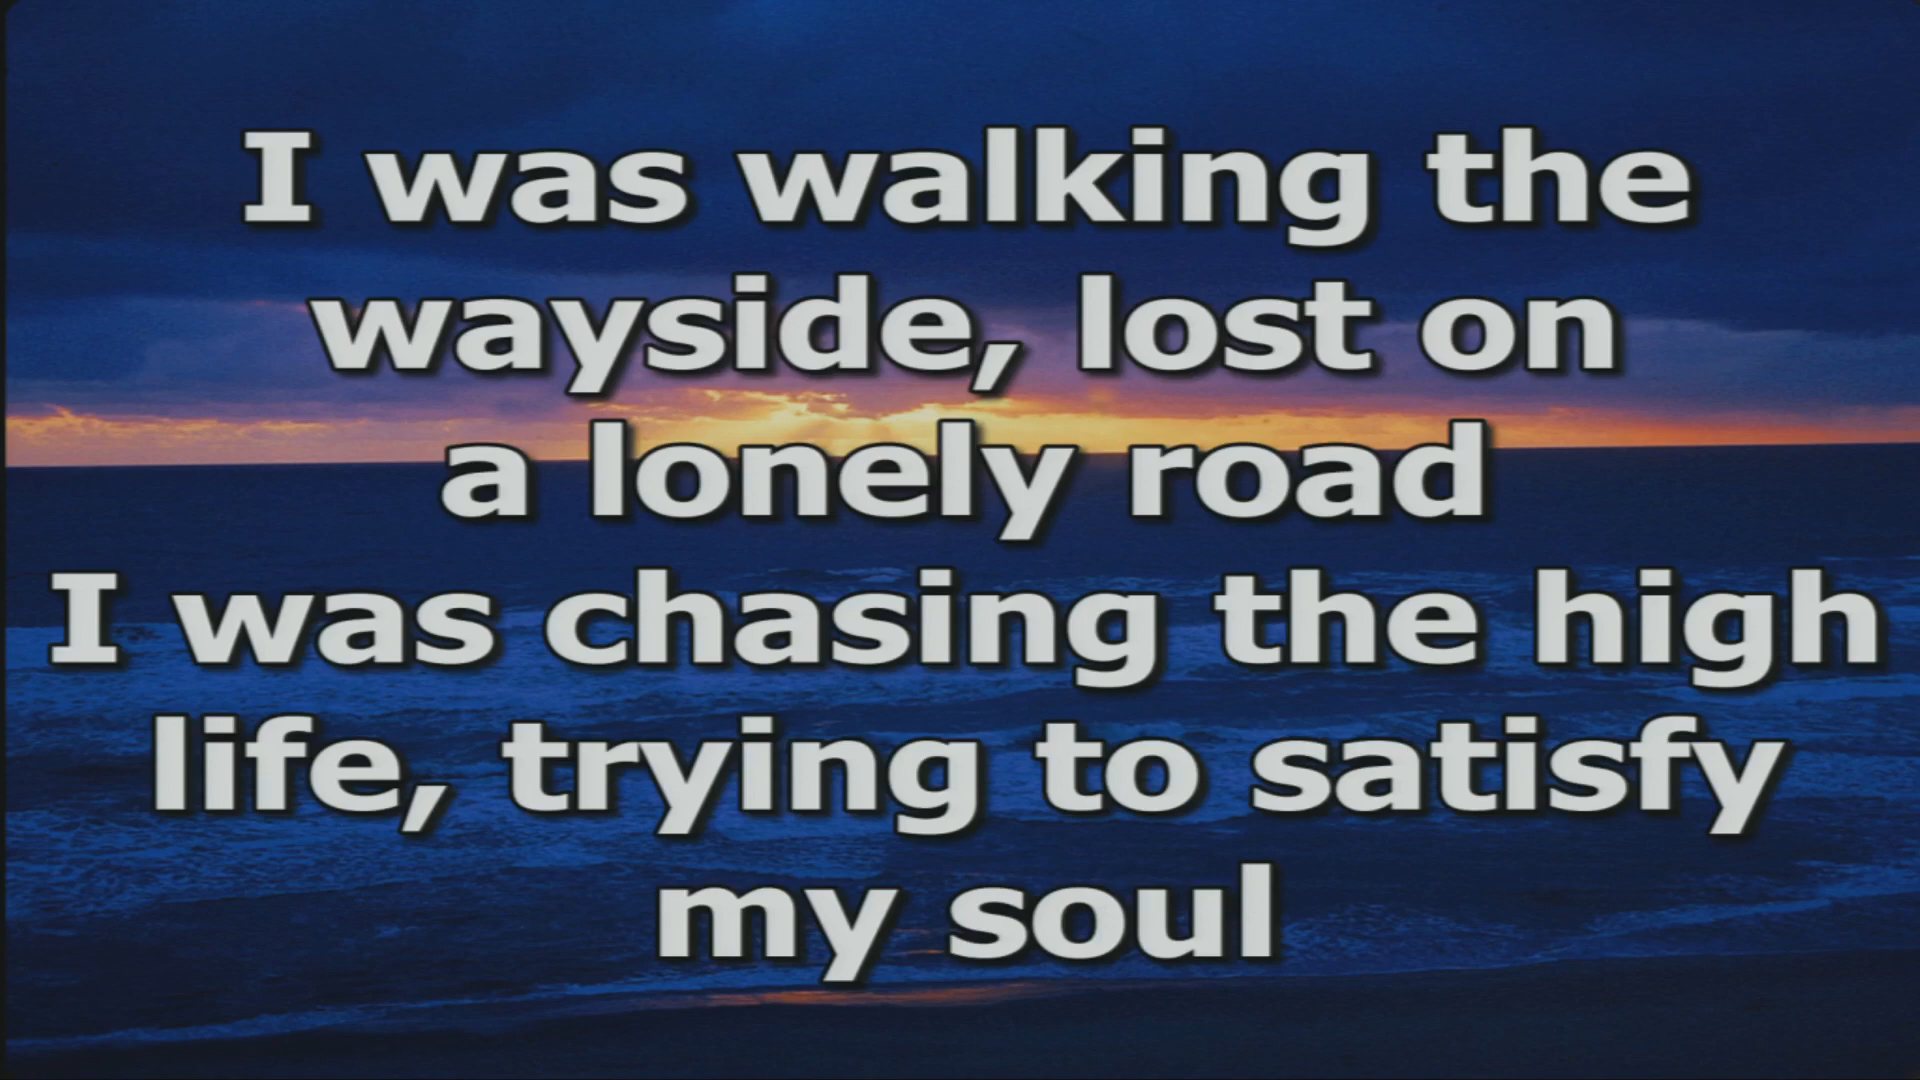 I was walking the
wayside, lost on
a lonely road
I was chasing the high
life, trying to satisfy
my soul